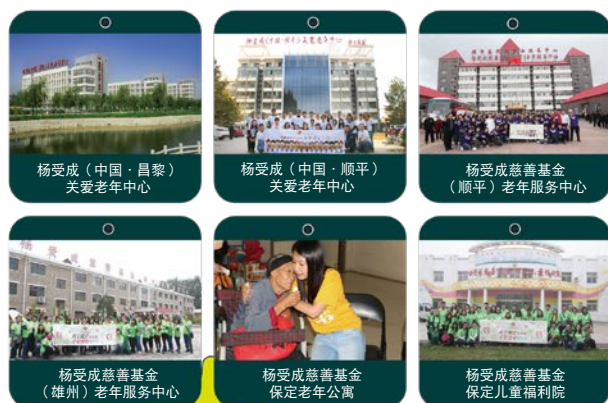 杨受成（中国·昌黎）
关爱老年中心
杨受成（中国·顺平）
关爱老年中心
杨受成慈善基金
（顺平）老年服务中心
杨受成慈善基金
（雄州）老年服务中心
杨受成慈善基金
保定老年公寓
杨受成慈善基金
保定儿童福利院